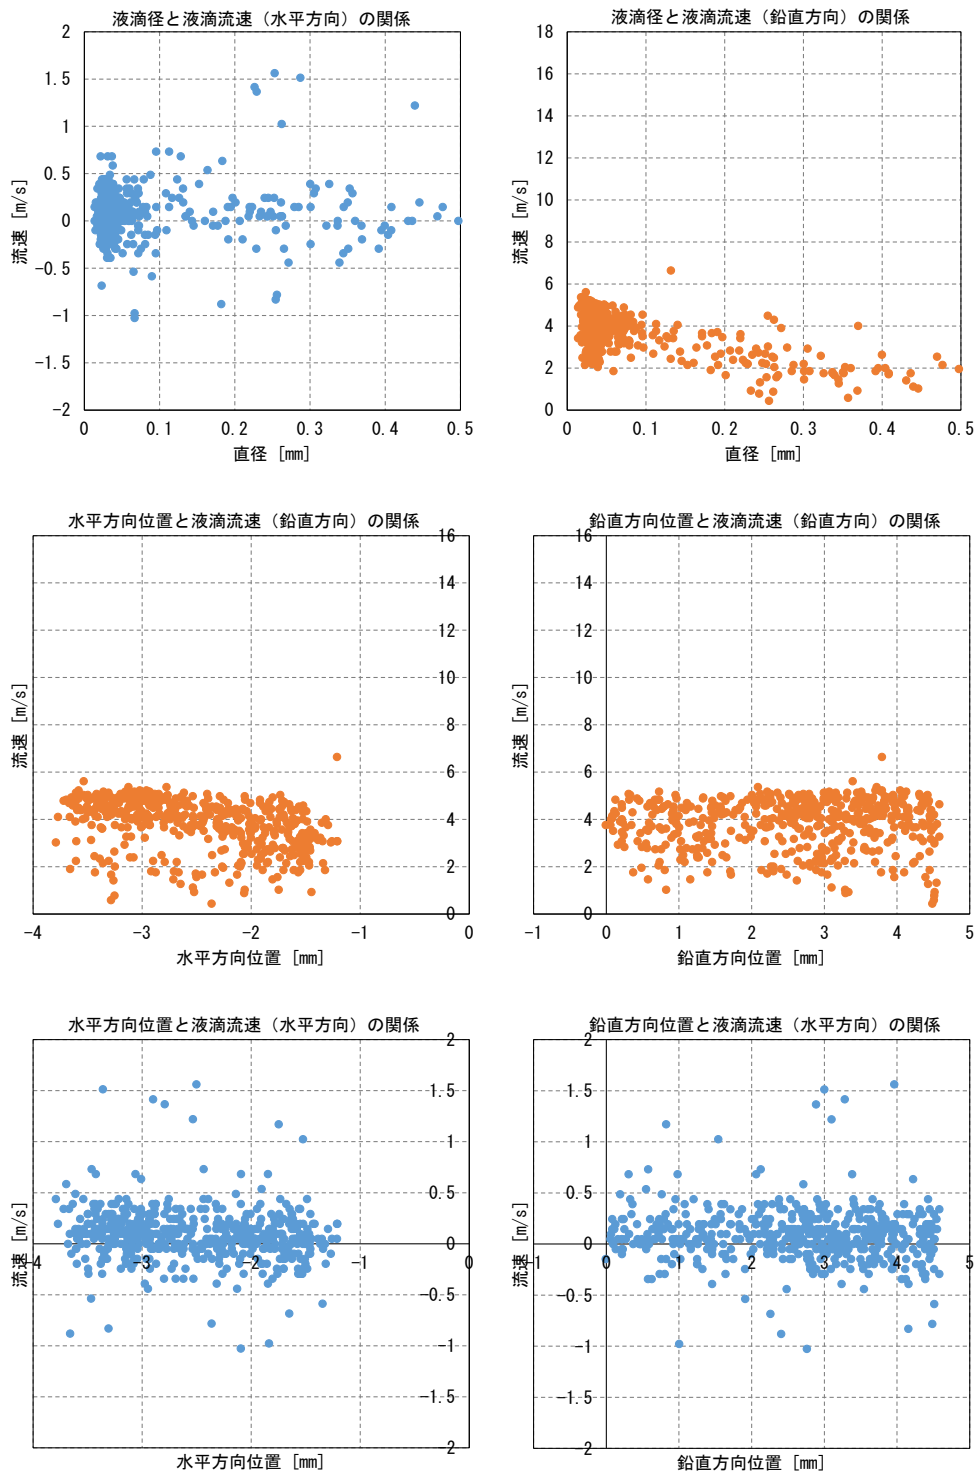 液滴径と液滴流速（水平方向）の関係
2
1.5
1
0.5
0
-0.5
-1
-1.5
-2
流速 [m/s]
0 0.1 0.2 0.3 0.4 0.5
直径 [mm]
液滴径と液滴流速（鉛直方向）の関係
18
16
14
12
10
8
6
4
2
0
流速 [m/s]
0 0.1 0.2 0.3 0.4 0.5
直径 [mm]
水平方向位置と液滴流速（鉛直方向）の関係
16
14
12
10
8
6
4
2
0
流速 [m/s]
-4 -3 -2 -1 0
水平方向位置 [mm]
鉛直方向位置と液滴流速（鉛直方向）の関係
16
14
12
10
8
6
4
2
0
流速 [m/s]
-1 0 1 2 3 4 5
鉛直方向位置 [mm]
水平方向位置と液滴流速（水平方向）の関係
2
1.5
1
0.5
0
-0.5
-1
-1.5
-2
流速 [m/s]
-4 -3 -2 -1 0
水平方向位置 [mm]
鉛直方向位置と液滴流速（水平方向）の関係
2
1.5
1
0.5
0
-0.5
-1
-1.5
-2
流速 [m/s]
-1 0 1 2 3 4 5
鉛直方向位置 [mm]